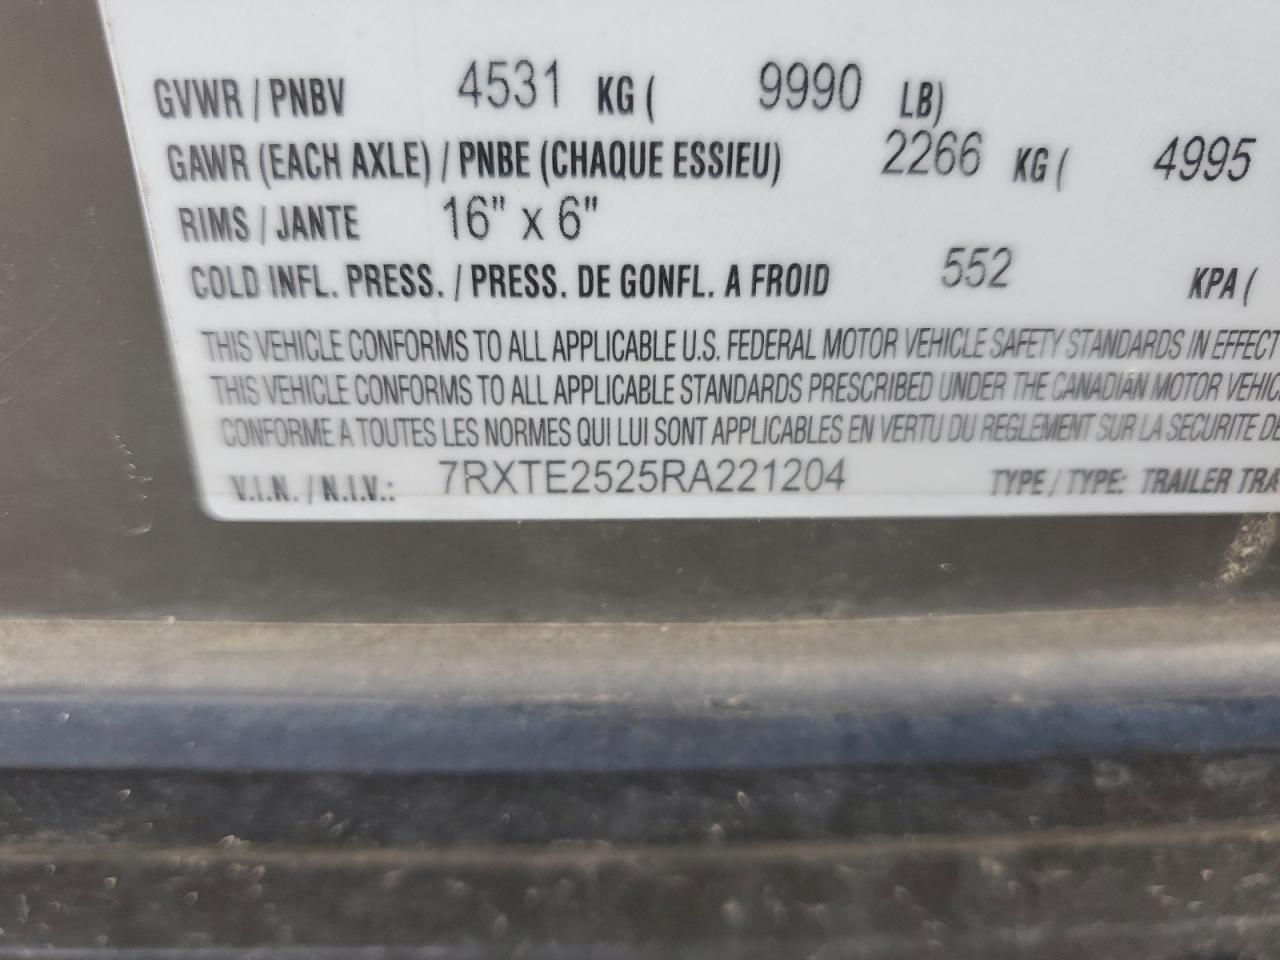 GVWR / PNBV 4531 KG ( 9990 LB)
GAWR (EACH AXLE) / PNBE (CHAQUE ESSIEU) 2266 KG ( 4995
RIMS / JANTE 16" x 6"
COLD INFL. PRESS. / PRESS. DE GONFL. A FROID 552 KPA (
THIS VEHICLE CONFORMS TO ALL APPLICABLE U.S. FEDERAL MOTOR VEHICLE SAFETY STANDARDS IN EFFECT
THIS VEHICLE CONFORMS TO ALL APPLICABLE STANDARDS PRESCRIBED UNDER THE CANADIAN MOTOR VEHIC
CONFORME A TOUTES LES NORMES QUI LUI SONT APPLICABLES EN VERTU DU REGLEMENT SUR LA SECURITE DE
V.I.N. / N.I.V.: 7RXTE2525RA221204 TYPE / TYPE: TRAILER TRA